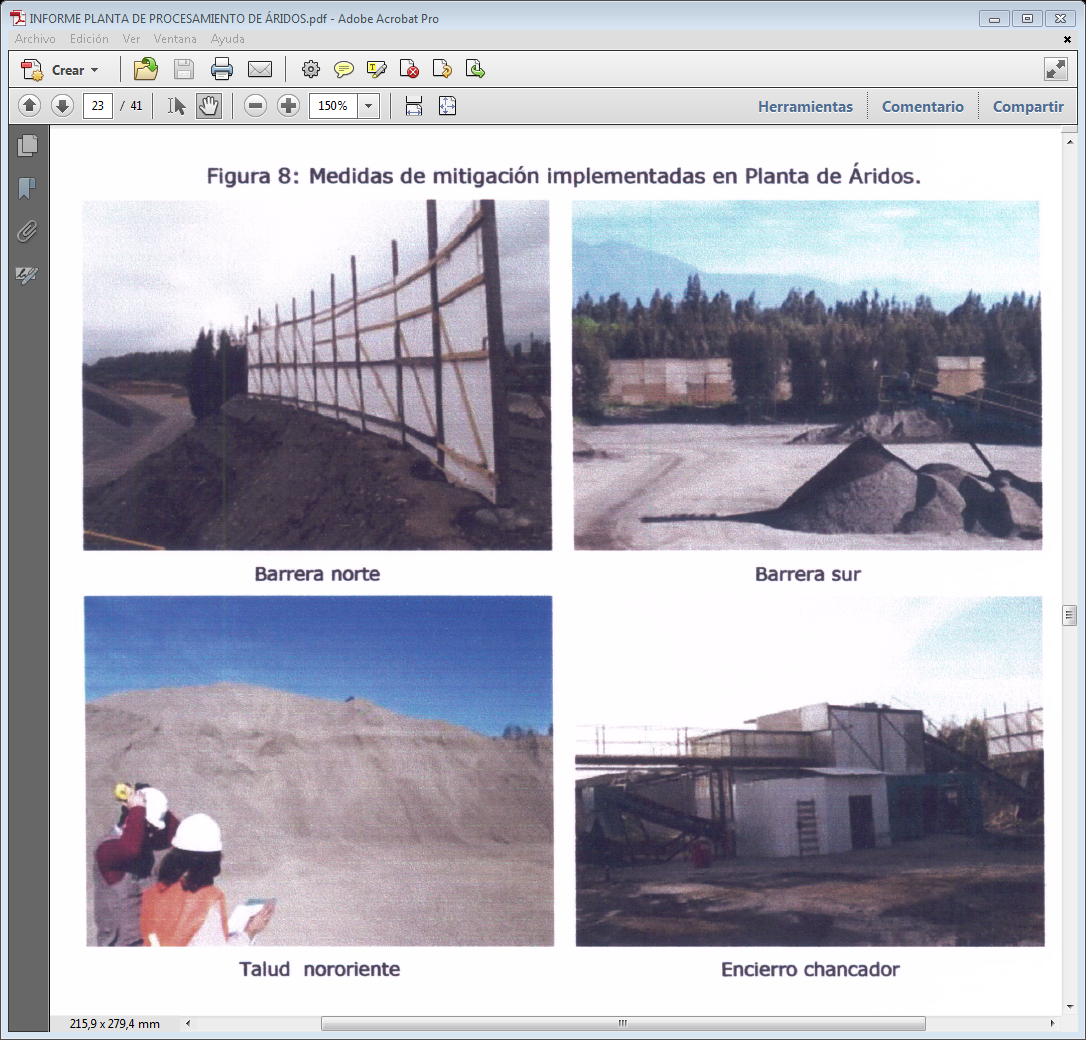 INFORME PLANTA DE PROCESAMIENTO DE ÁRIDOS.pdf - Adobe Acrobat Pro
Archivo Edición Ver Ventana Ayuda
Crear
23 / 41 150% Herramientas Comentario Compartir
Figura 8: Medidas de mitigación implementadas en Planta de Áridos.
Barrera norte Barrera sur
Talud nororiente Encierro chancador
215,9 x 279,4 mm